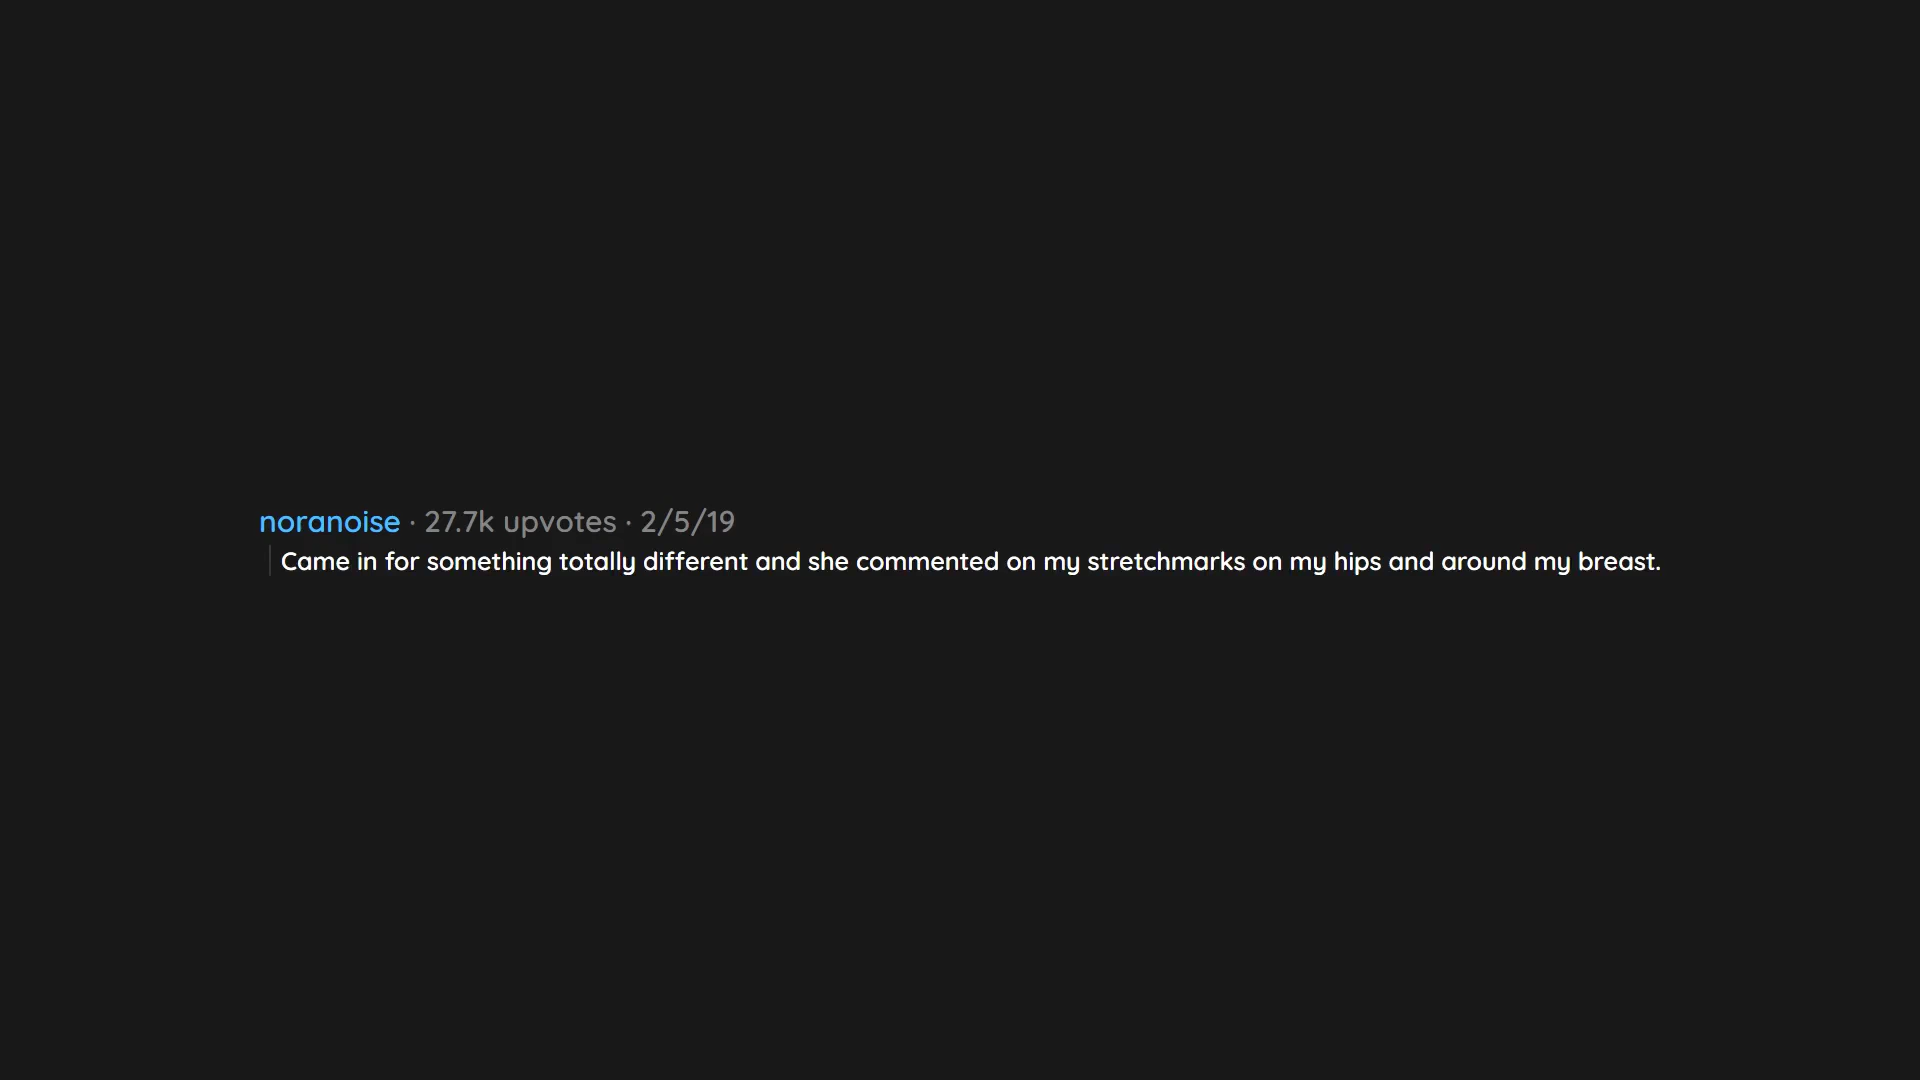 noranoise · 27.7k upvotes · 2/5/19
Came in for something totally different and she commented on my stretchmarks on my hips and around my breast.